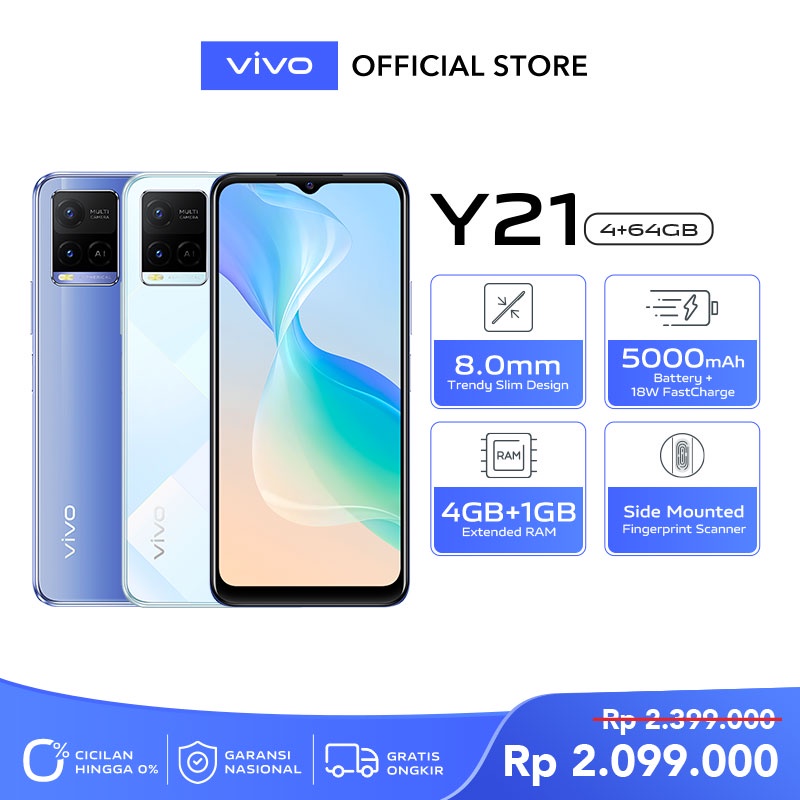 vivo OFFICIAL STORE
MULTI
CAMERA
AI
MULTI
CAMERA
AI
vivo
vivo
Y21 4+64GB
8.0mm
Trendy Slim Design
5000mAh
Battery +
18W FastCharge
RAM
4GB+1GB
Extended RAM
Side Mounted
Fingerprint Scanner
Rp 2.399.000
Rp 2.099.000
0% CICILAN
HINGGA 0%
GARANSI
NASIONAL
GRATIS
ONGKIR